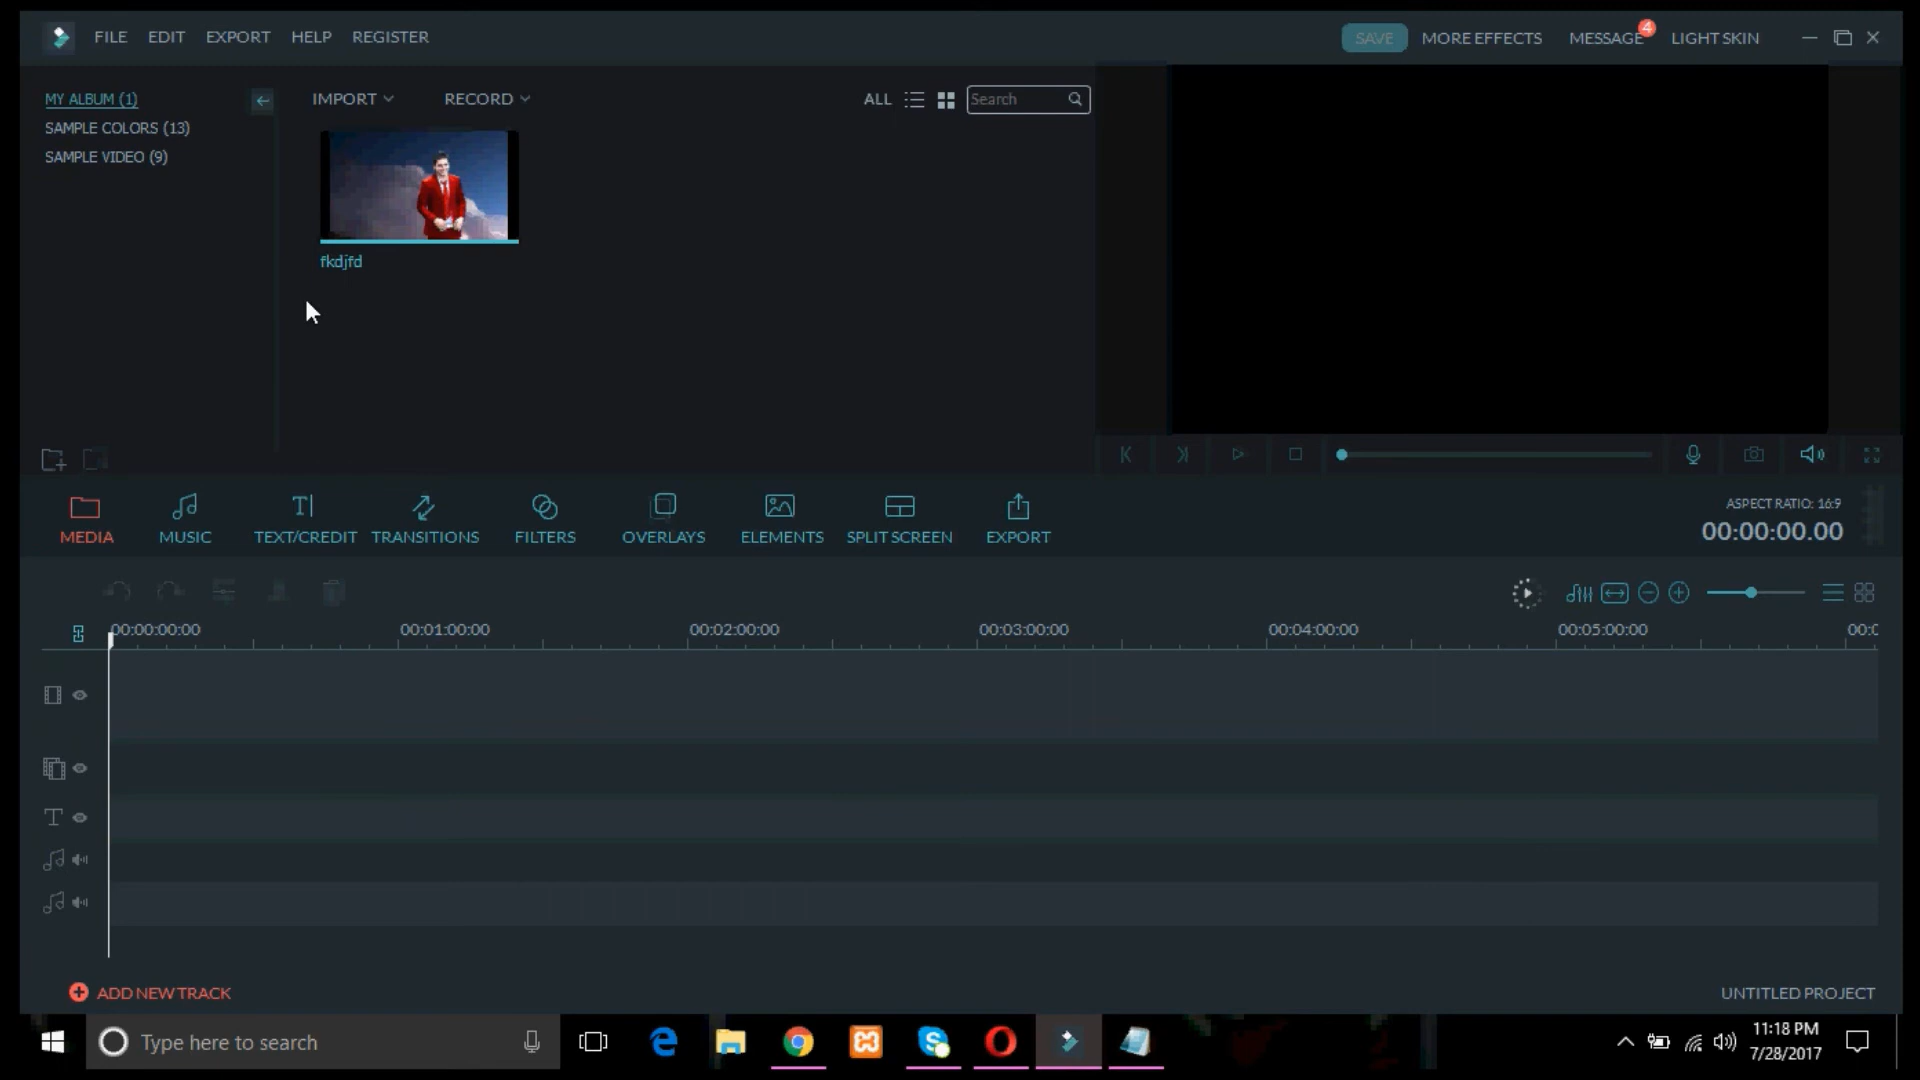 FILE EDIT EXPORT HELP REGISTER
SAVE MORE EFFECTS MESSAGE 4 LIGHT SKIN
MY ALBUM (1)
SAMPLE COLORS (13)
SAMPLE VIDEO (9)
IMPORT RECORD ALL Search
fkdjfd
MEDIA MUSIC TEXT/CREDIT TRANSITIONS FILTERS OVERLAYS ELEMENTS SPLIT SCREEN EXPORT
ASPECT RATIO: 16:9
00:00:00.00
00:00:00:00 00:01:00:00 00:02:00:00 00:03:00:00 00:04:00:00 00:05:00:00
ADD NEW TRACK UNTITLED PROJECT
Type here to search
11:18 PM
7/28/2017